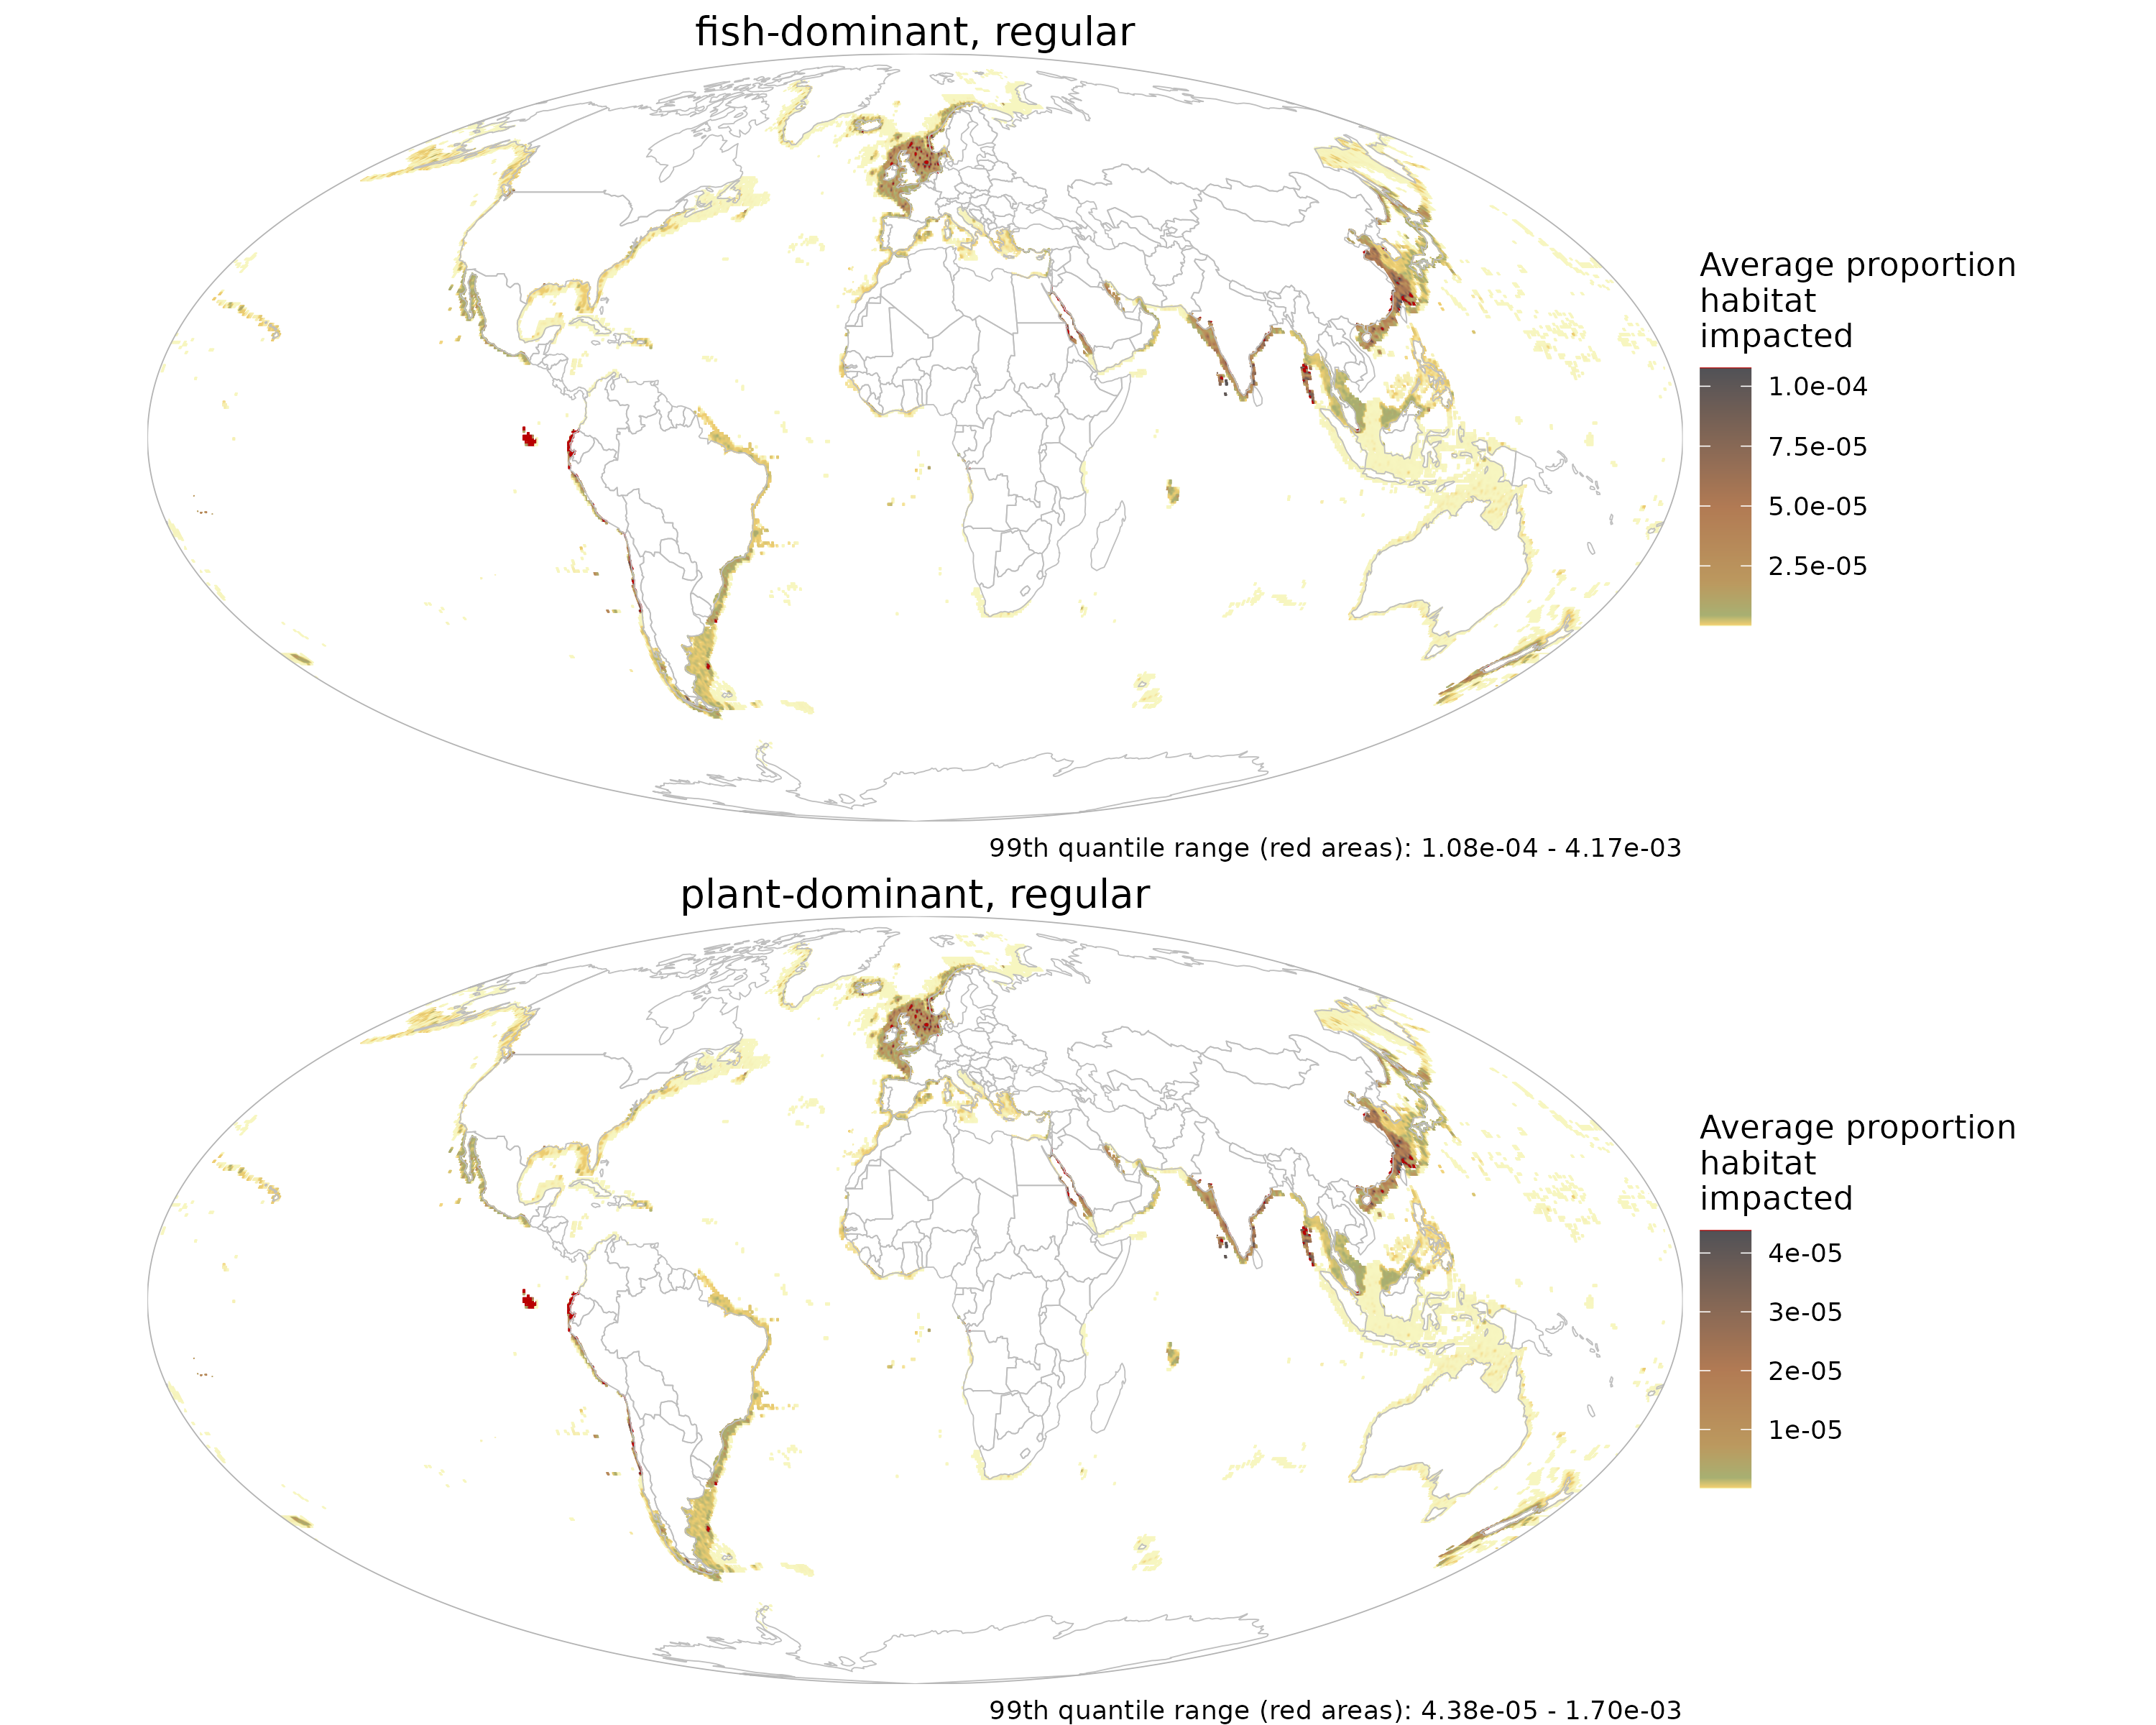 fish-dominant, regular
Average proportion
habitat
impacted
1.0e-04
7.5e-05
5.0e-05
2.5e-05
99th quantile range (red areas): 1.08e-04 - 4.17e-03
plant-dominant, regular
Average proportion
habitat
impacted
4e-05
3e-05
2e-05
1e-05
99th quantile range (red areas): 4.38e-05 - 1.70e-03